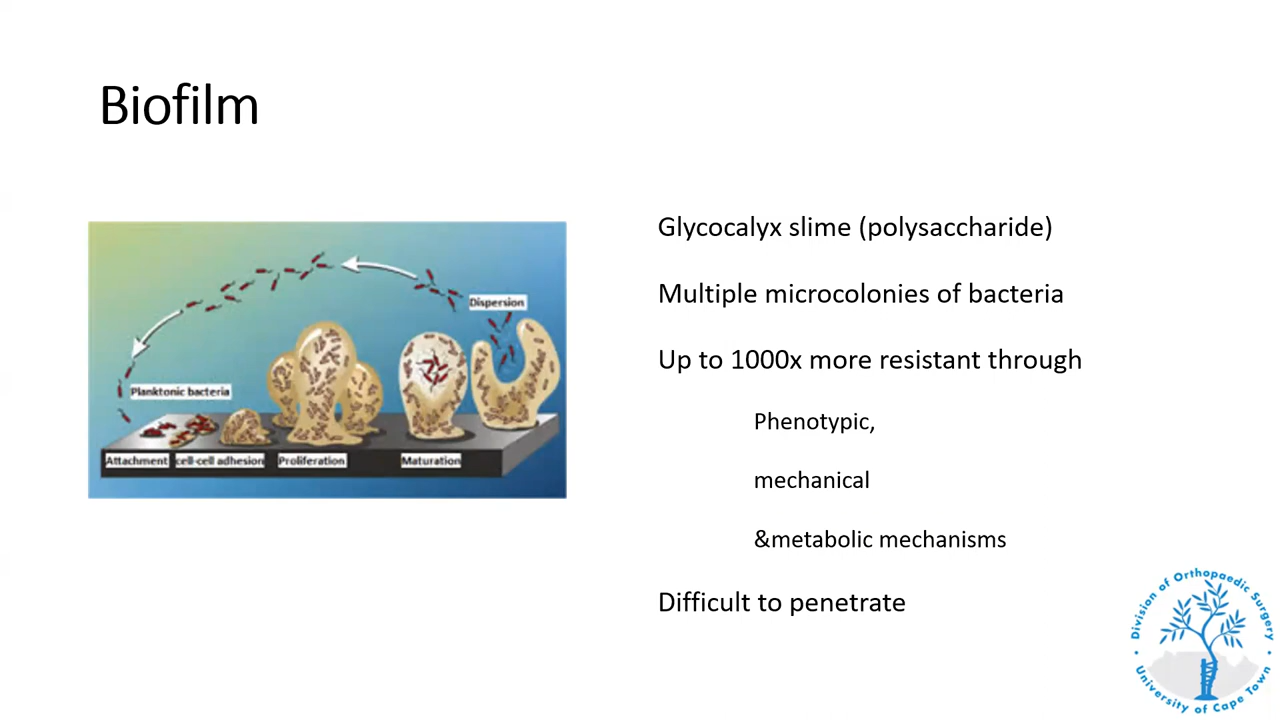 Biofilm
Glycocalyx slime (polysaccharide)
Multiple microcolonies of bacteria
Up to 1000x more resistant through
Phenotypic,
mechanical
&metabolic mechanisms
Difficult to penetrate
Dispersion
Planktonic bacteria
Attachment
cell-cell adhesion
Proliferation
Maturation
Division of Orthopaedic Surgery
University of Cape Town